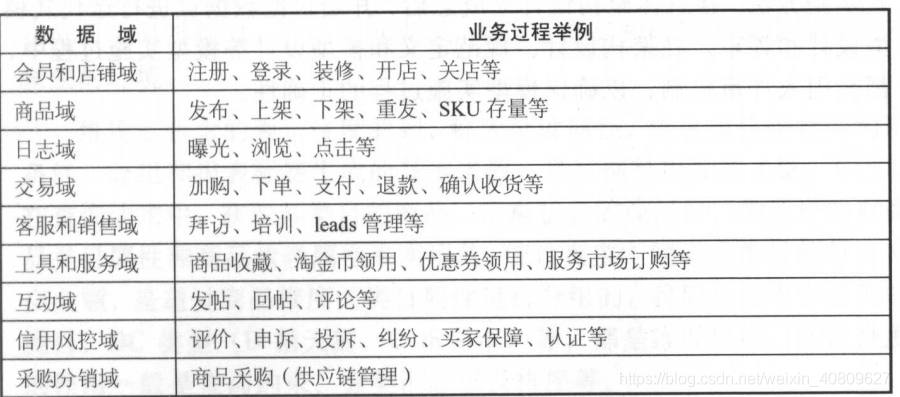 数 据 域 业务过程举例
会员和店铺域 注册、登录、装修、开店、关店等
商品域 发布、上架、下架、重发、SKU 存量等
日志域 曝光、浏览、点击等
交易域 加购、下单、支付、退款、确认收货等
客服和销售域 拜访、培训、leads 管理等
工具和服务域 商品收藏、淘金币领用、优惠券领用、服务市场订购等
互动域 发帖、回帖、评论等
信用风控域 评价、申诉、投诉、纠纷、买家保障、认证等
采购分销域 商品采购（供应链管理）
https://blog.csdn.net/weixin_40809627